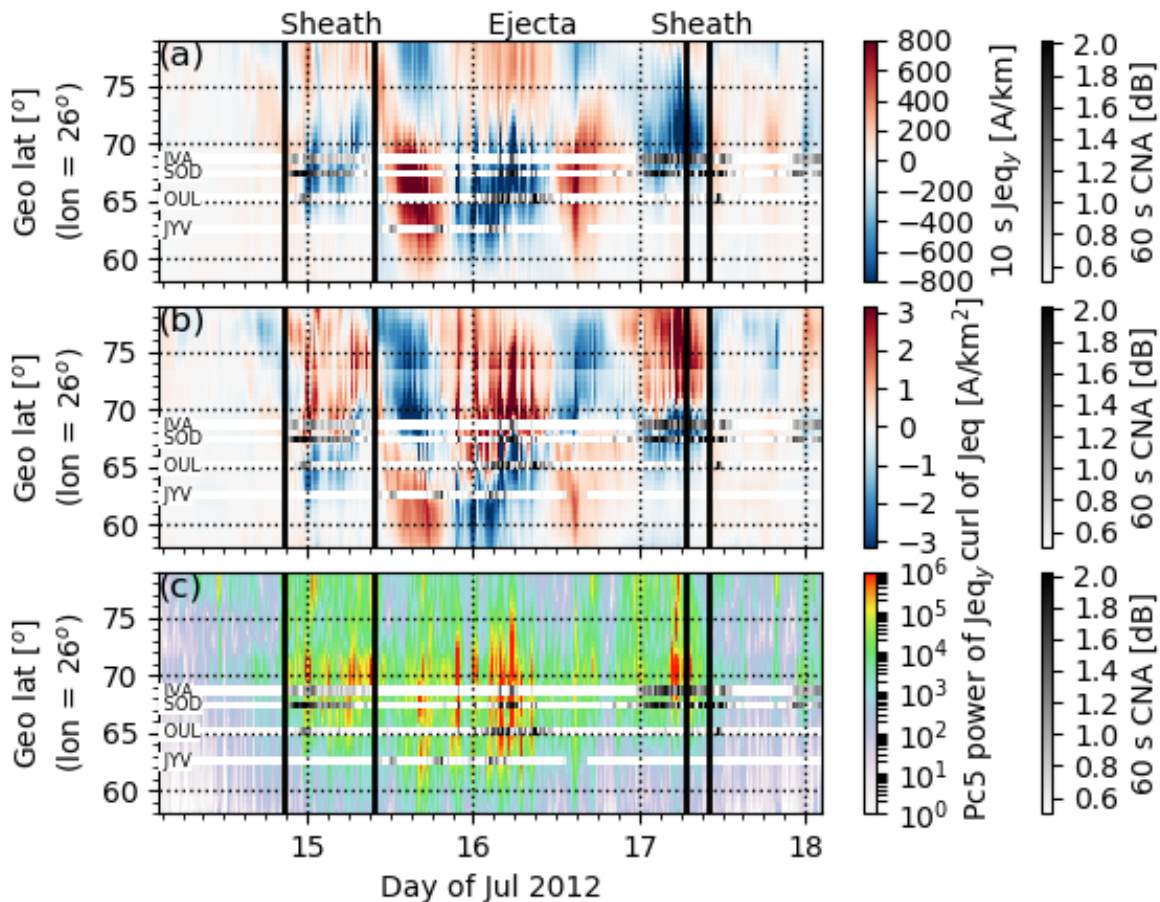 Sheath Ejecta Sheath
(a)
Geo lat [°]
(lon = 26°)
75
70
65
60
IVA
SOD
OUL
JYV
800
600
400
200
0
−200
−400
−600
−800
10 s Jeq_y [A/km]
2.0
1.8
1.6
1.4
1.2
1.0
0.8
0.6
60 s CNA [dB]
(b)
Geo lat [°]
(lon = 26°)
75
70
65
60
IVA
SOD
OUL
JYV
3
2
1
0
−1
−2
−3
curl of Jeq [A/km²]
2.0
1.8
1.6
1.4
1.2
1.0
0.8
0.6
60 s CNA [dB]
(c)
Geo lat [°]
(lon = 26°)
75
70
65
60
IVA
SOD
OUL
JYV
10⁶
10⁵
10⁴
10³
10²
10¹
10⁰
Pc5 power of Jeq_y
2.0
1.8
1.6
1.4
1.2
1.0
0.8
0.6
60 s CNA [dB]
15 16 17 18
Day of Jul 2012